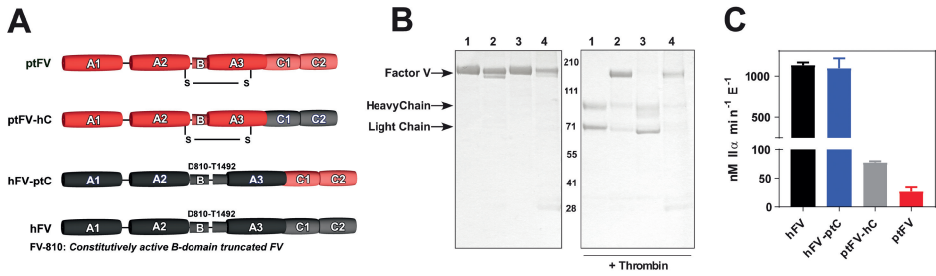 A
ptFV
A1 A2 B A3 C1 C2
S S
ptFV-hC
A1 A2 B A3 C1 C2
S S
D810-T1492
hFV-ptC
A1 A2 B A3 C1 C2
D810-T1492
hFV
A1 A2 B A3 C1 C2
FV-810: Constitutively active B-domain truncated FV
B
1 2 3 4
1 2 3 4
Factor V
HeavyChain
Light Chain
210
111
71
55
48
28
+ Thrombin
C
nM IIα min-1 E-1
1000
500
100
50
0
hFV
hFV-ptC
ptFV-hC
ptFV